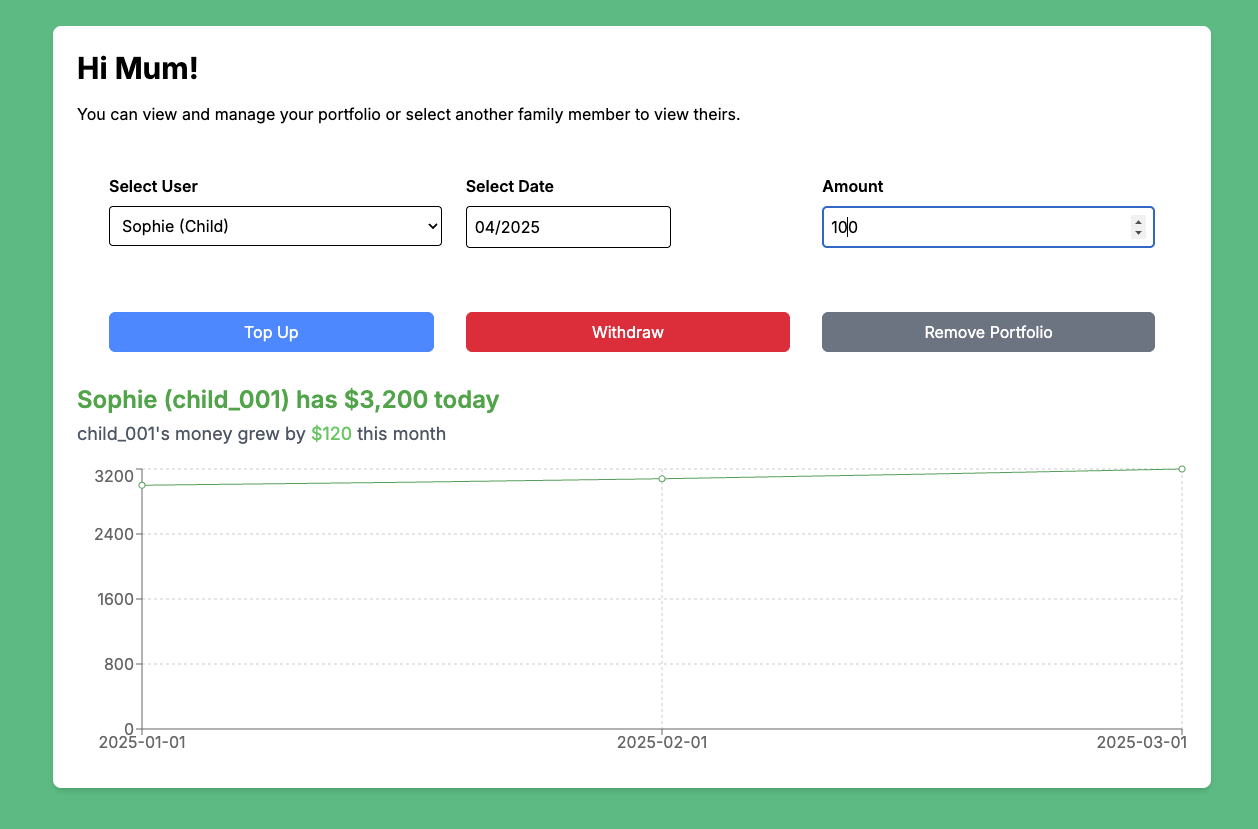 Hi Mum!
You can view and manage your portfolio or select another family member to view theirs.
Select User
Select Date
Amount
Sophie (Child)
04/2025
100
Top Up
Withdraw
Remove Portfolio
Sophie (child_001) has $3,200 today
child_001's money grew by $120 this month
3200
2400
1600
800
0
2025-01-01
2025-02-01
2025-03-01